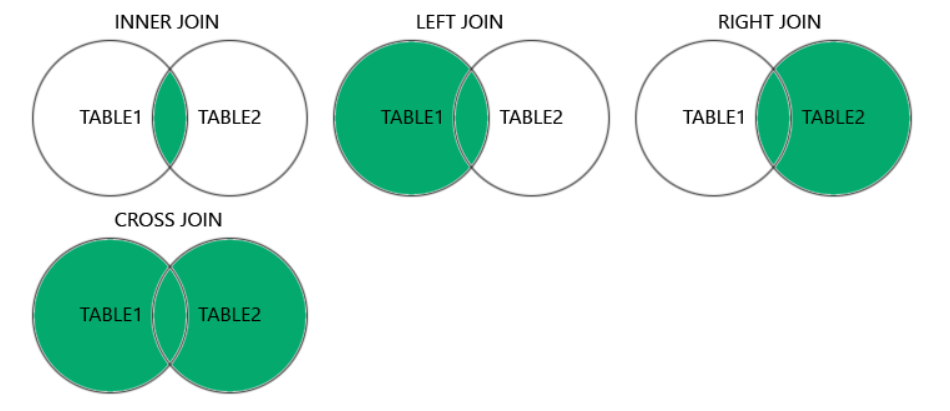 INNER JOIN
LEFT JOIN
RIGHT JOIN
TABLE1 TABLE2
TABLE1 TABLE2
TABLE1 TABLE2
CROSS JOIN
TABLE1 TABLE2